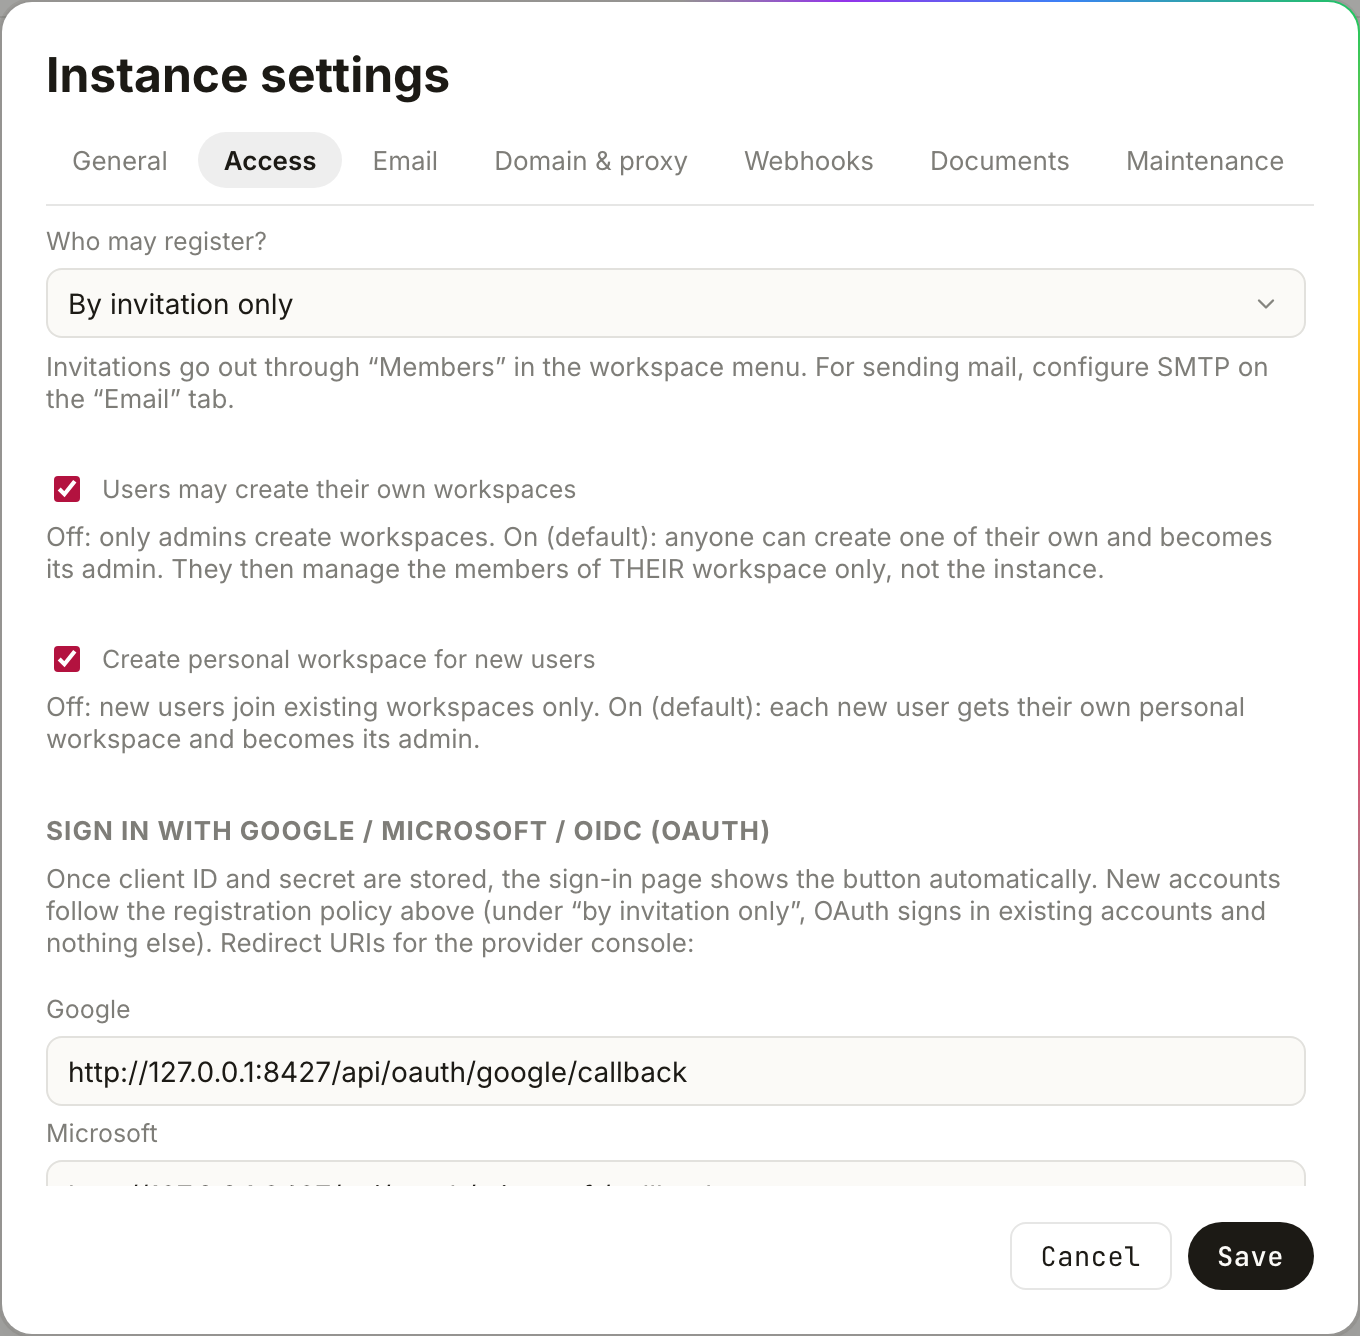 Instance settings
General Access Email Domain & proxy Webhooks Documents Maintenance
Who may register?
By invitation only
Invitations go out through “Members” in the workspace menu. For sending mail, configure SMTP on
the “Email” tab.
Users may create their own workspaces
Off: only admins create workspaces. On (default): anyone can create one of their own and becomes
its admin. They then manage the members of THEIR workspace only, not the instance.
Create personal workspace for new users
Off: new users join existing workspaces only. On (default): each new user gets their own personal
workspace and becomes its admin.
SIGN IN WITH GOOGLE / MICROSOFT / OIDC (OAUTH)
Once client ID and secret are stored, the sign-in page shows the button automatically. New accounts
follow the registration policy above (under “by invitation only”, OAuth signs in existing accounts and
nothing else). Redirect URIs for the provider console:
Google
http://127.0.0.1:8427/api/oauth/google/callback
Microsoft
Cancel Save